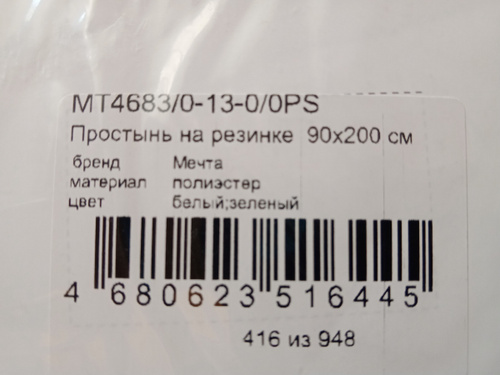 MT4683/0-13-0/0PS
Простынь на резинке 90x200 см
бренд Мечта
материал полиэстер
цвет белый;зеленый
4 680623 516445
416 из 948